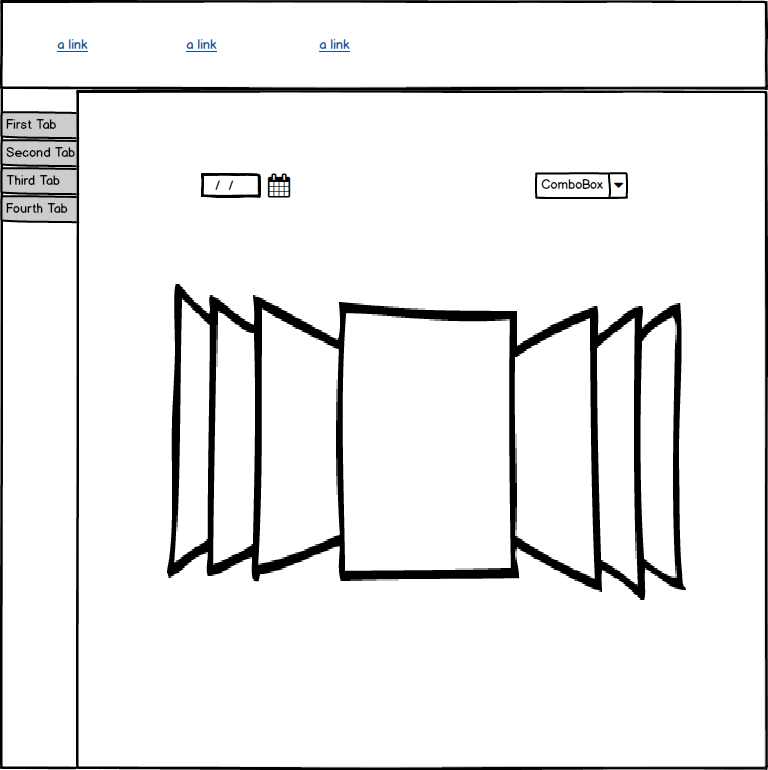 a link
a link
a link
First Tab
Second Tab
Third Tab
Fourth Tab
/ /
ComboBox